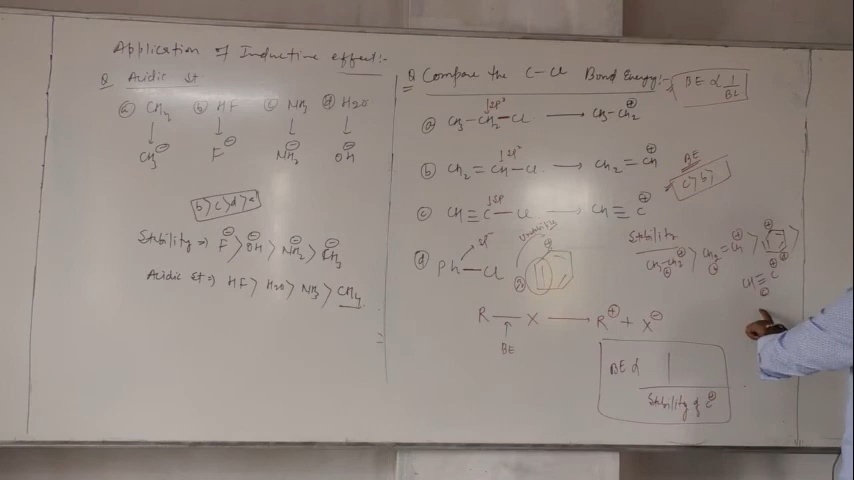 Application of Inductive effect:-
Q Acidic st
ⓐ CH₄ ⓑ HF ⓒ NH₃ ⓓ H₂O
↓ ↓ ↓ ↓
CH₃⊖ F⊖ NH₂⊖ OH⊖
b>c>d>a
Stability ⇒ F⊖ > OH⊖ > NH₂⊖ > CH₃⊖
Acidic st ⇒ HF > H₂O > NH₃ > CH₄
Q Compare the C-Cl Bond Energy:-
BE ∝ 1/BL
ⓐ CH₃-CH₂-Cl → CH₃-CH₂⊕
ⓑ CH₂=CH-Cl → CH₂=CH⊕
BE
c>b>
ⓒ CH≡C-Cl → CH≡C⊕
sp
ⓓ Ph-Cl
Stability
CH₃-CH₂⊕ > CH₂=CH⊕ >
CH≡C⊕
R-X → R⊕ + X⊖
BE
BE ∝ 1/Stability of C⊕